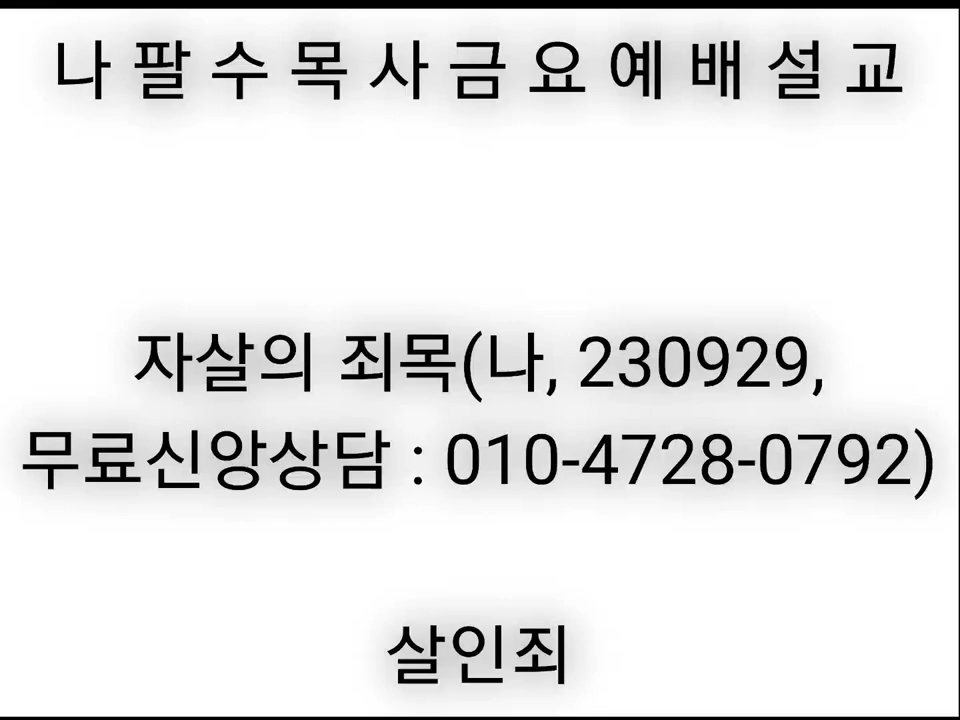 나 팔 수 목 사 금 요 예 배 설 교
자살의 죄목(나, 230929,
무료신앙상담 : 010-4728-0792)
살인죄